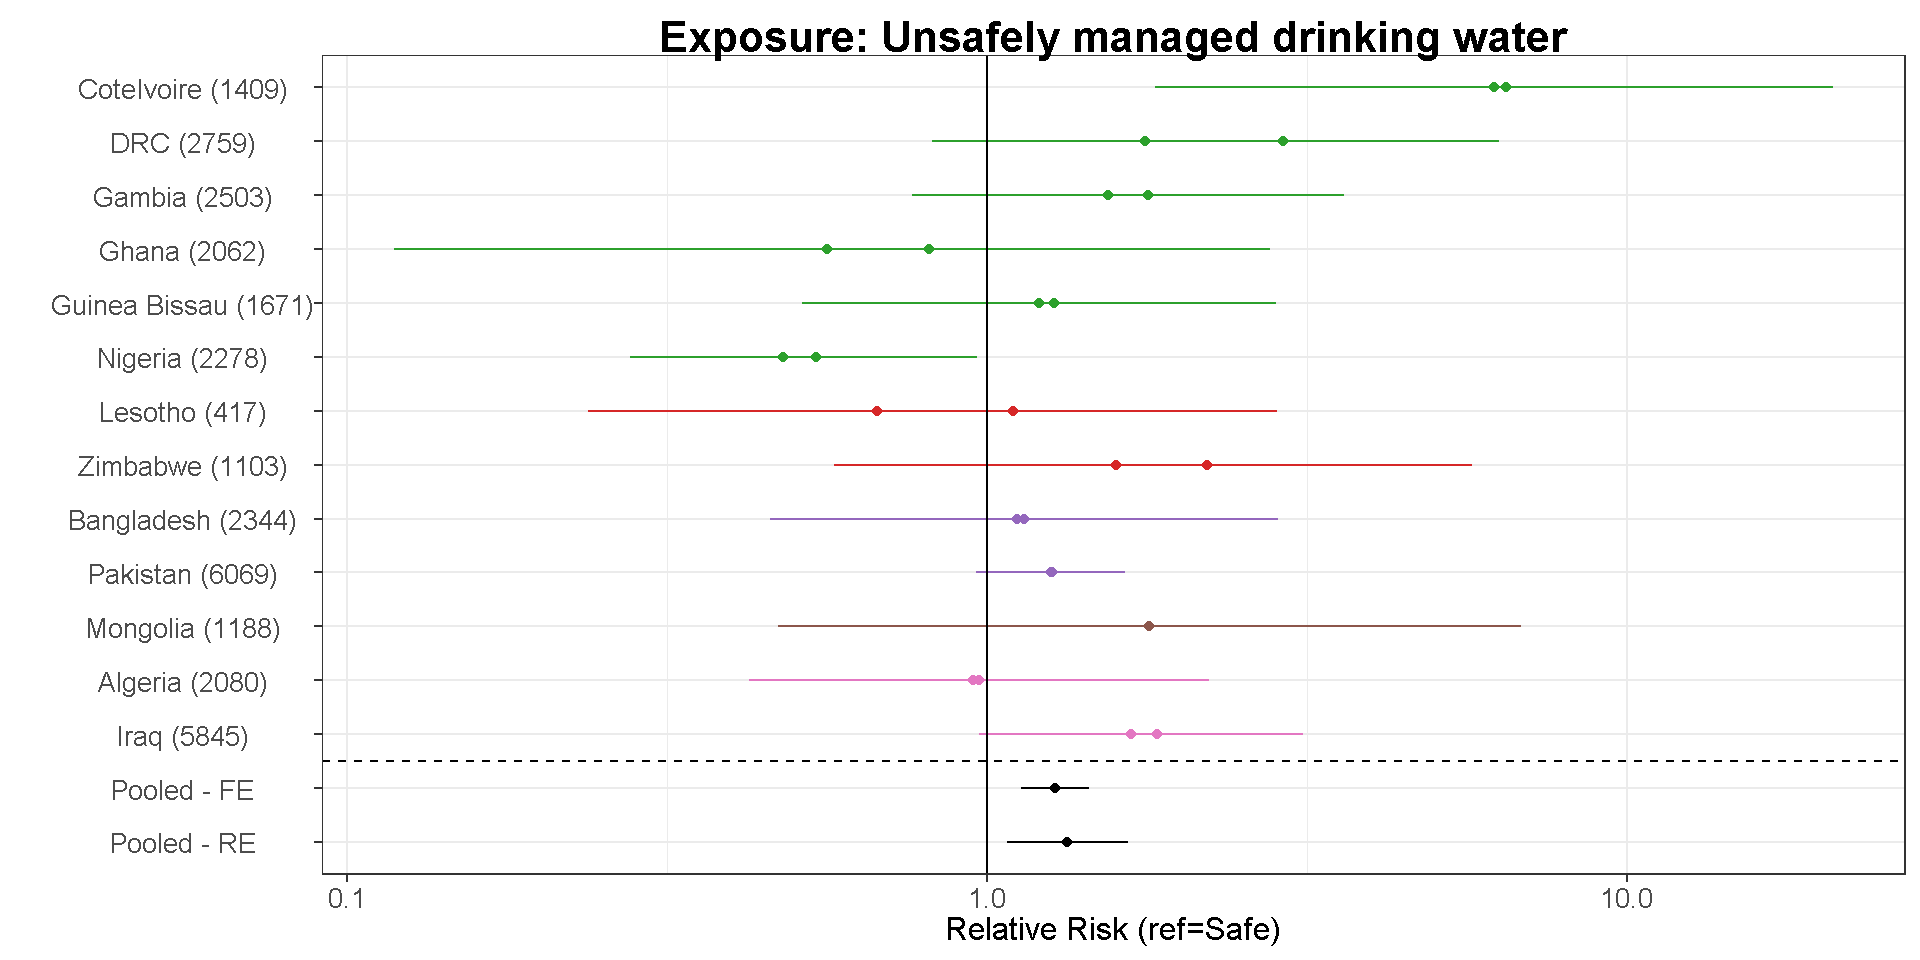 Exposure: Unsafely managed drinking water
CoteIvoire (1409)
DRC (2759)
Gambia (2503)
Ghana (2062)
Guinea Bissau (1671)
Nigeria (2278)
Lesotho (417)
Zimbabwe (1103)
Bangladesh (2344)
Pakistan (6069)
Mongolia (1188)
Algeria (2080)
Iraq (5845)
Pooled - FE
Pooled - RE
0.1 1.0 10.0
Relative Risk (ref=Safe)